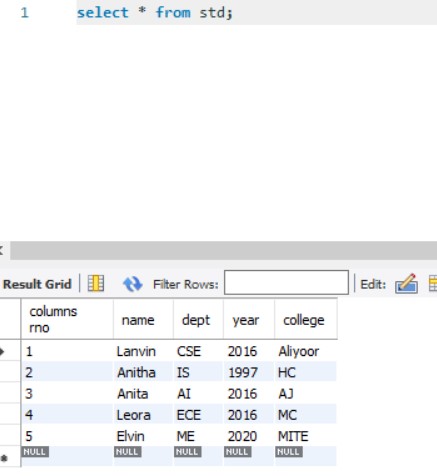 1 select * from std;
Result Grid Filter Rows: Edit:
columns
rno name dept year college
1 Lanvin CSE 2016 Aliyoor
2 Anitha IS 1997 HC
3 Anita AI 2016 AJ
4 Leora ECE 2016 MC
5 Elvin ME 2020 MITE
NULL NULL NULL NULL NULL